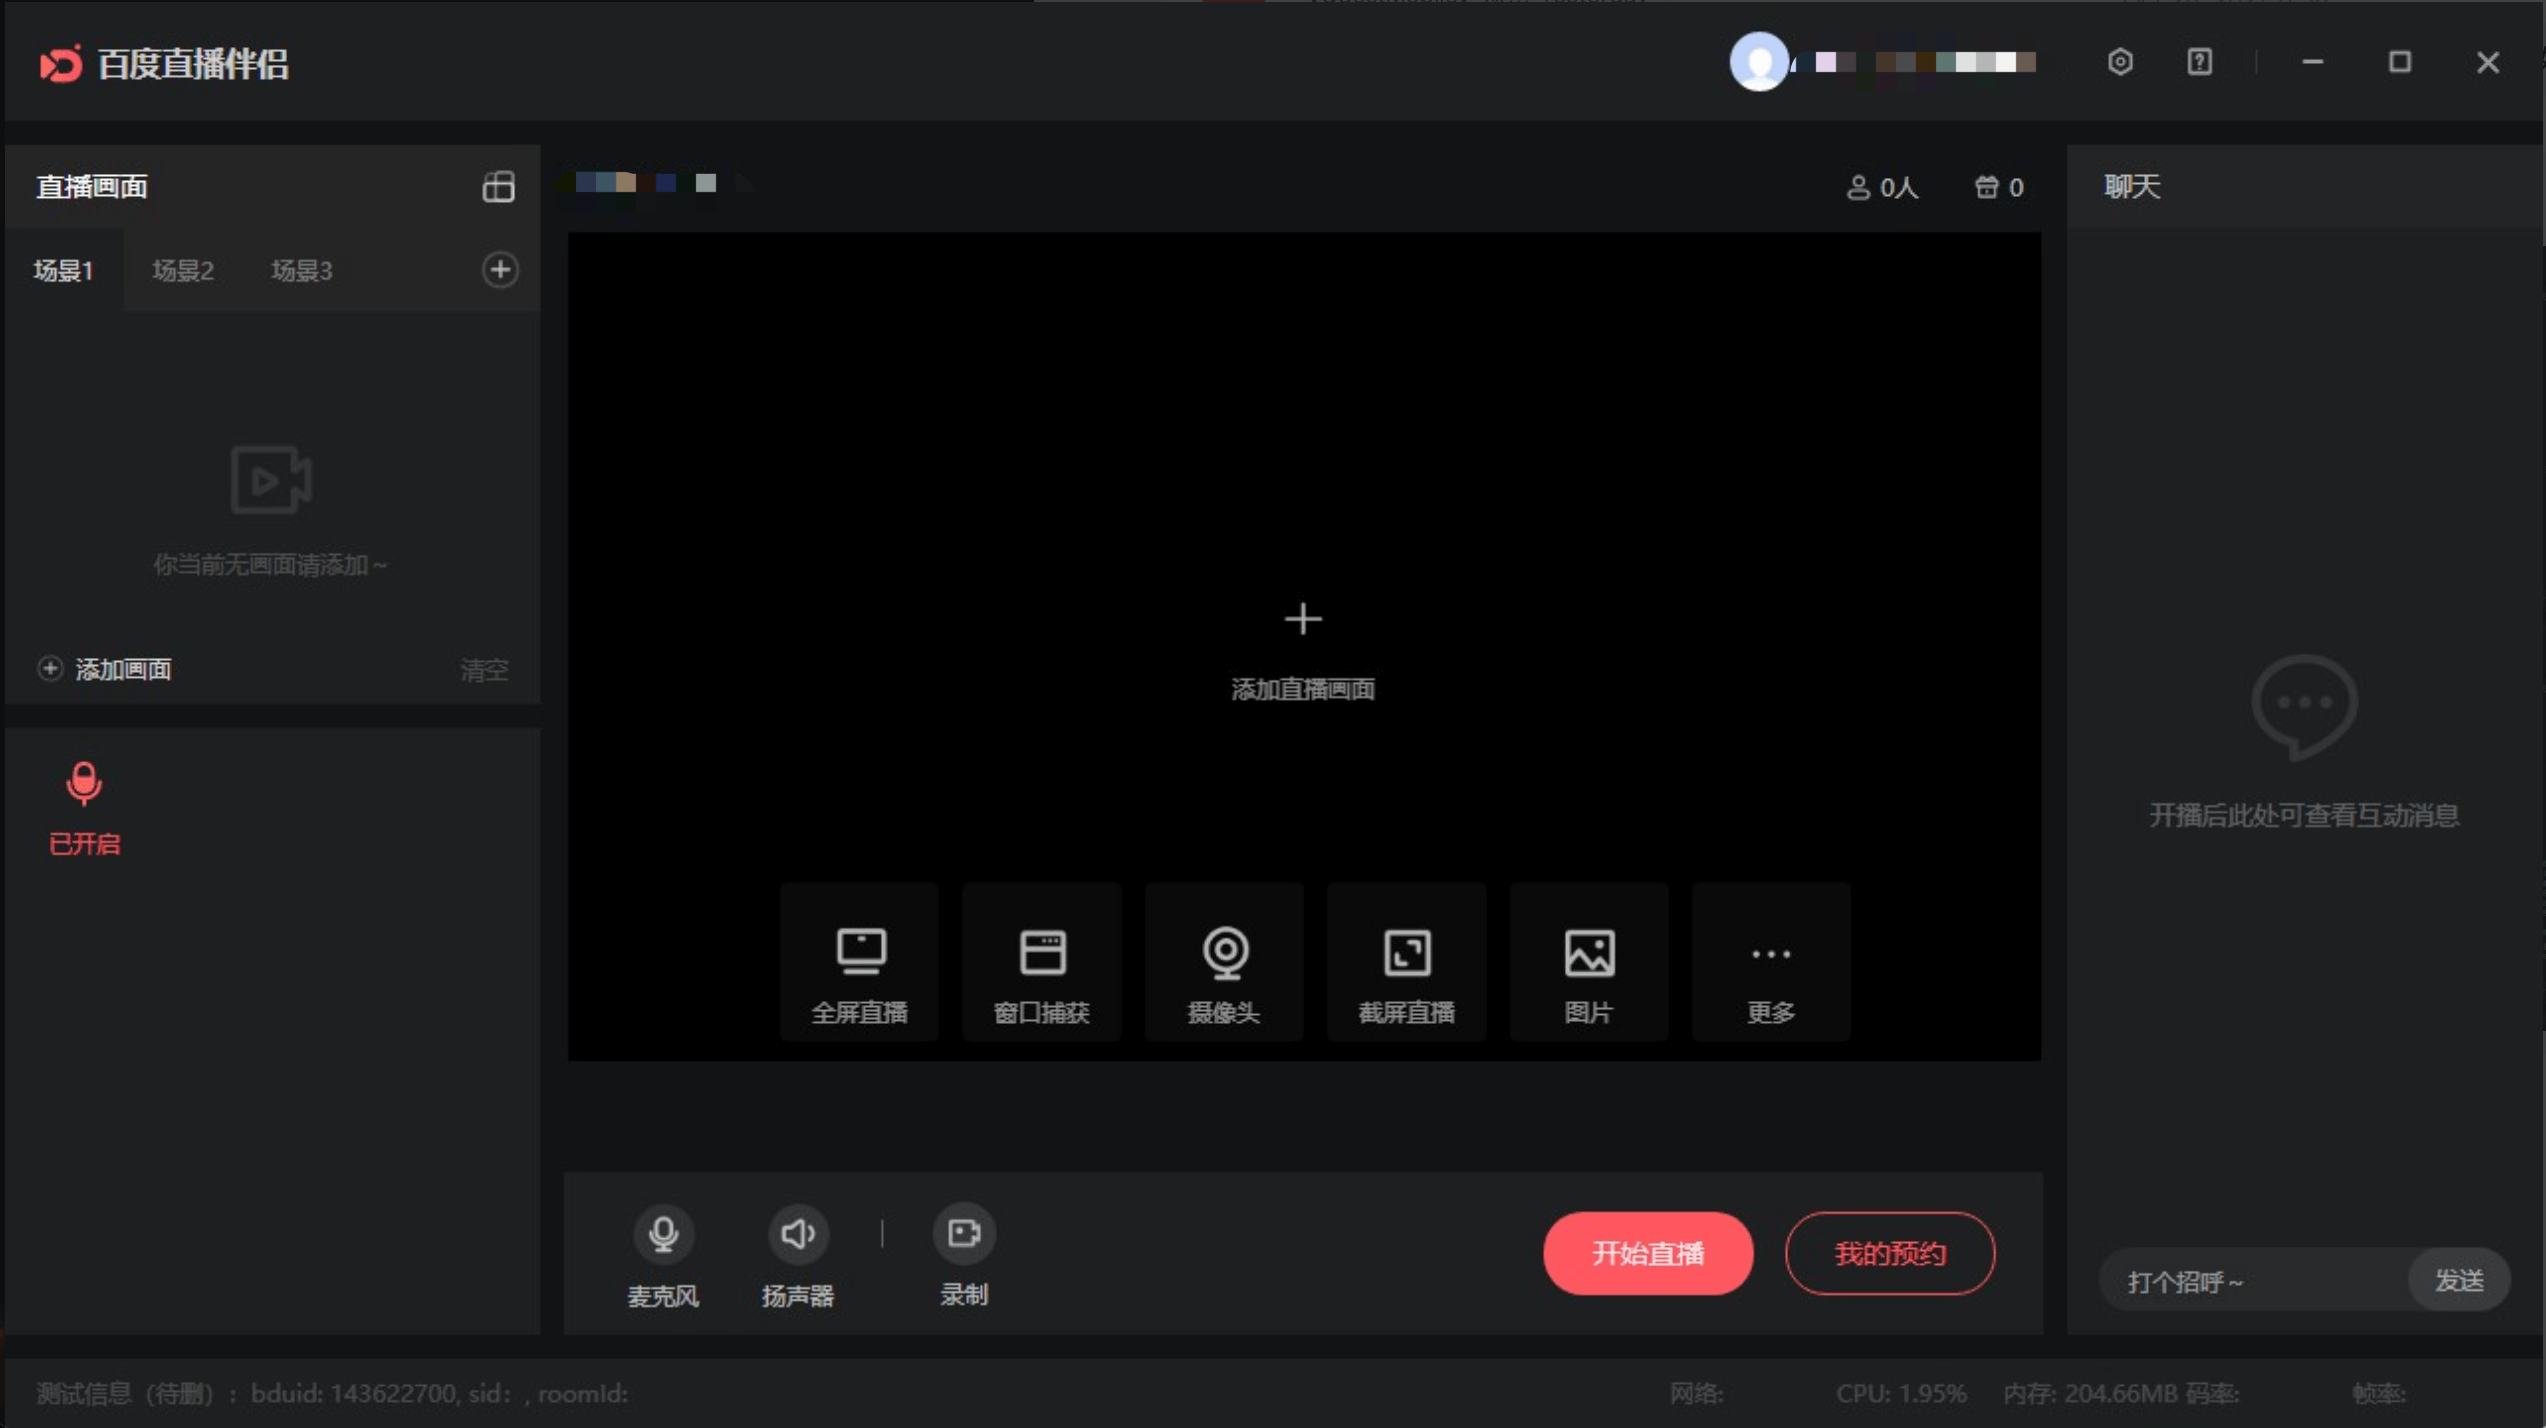 百度直播伴侣
直播画面
0人
0
聊天
场景1
场景2
场景3
你当前无画面请添加~
添加画面
清空
添加直播画面
已开启
开播后此处可查看互动消息
全屏直播
窗口捕获
摄像头
截屏直播
图片
更多
麦克风
扬声器
录制
开始直播
我的预约
打个招呼~
发送
测试信息（待删）: bduid: 143622700, sid: , roomId:
网络:
CPU: 1.95%
内存: 204.66MB 码率:
帧率: